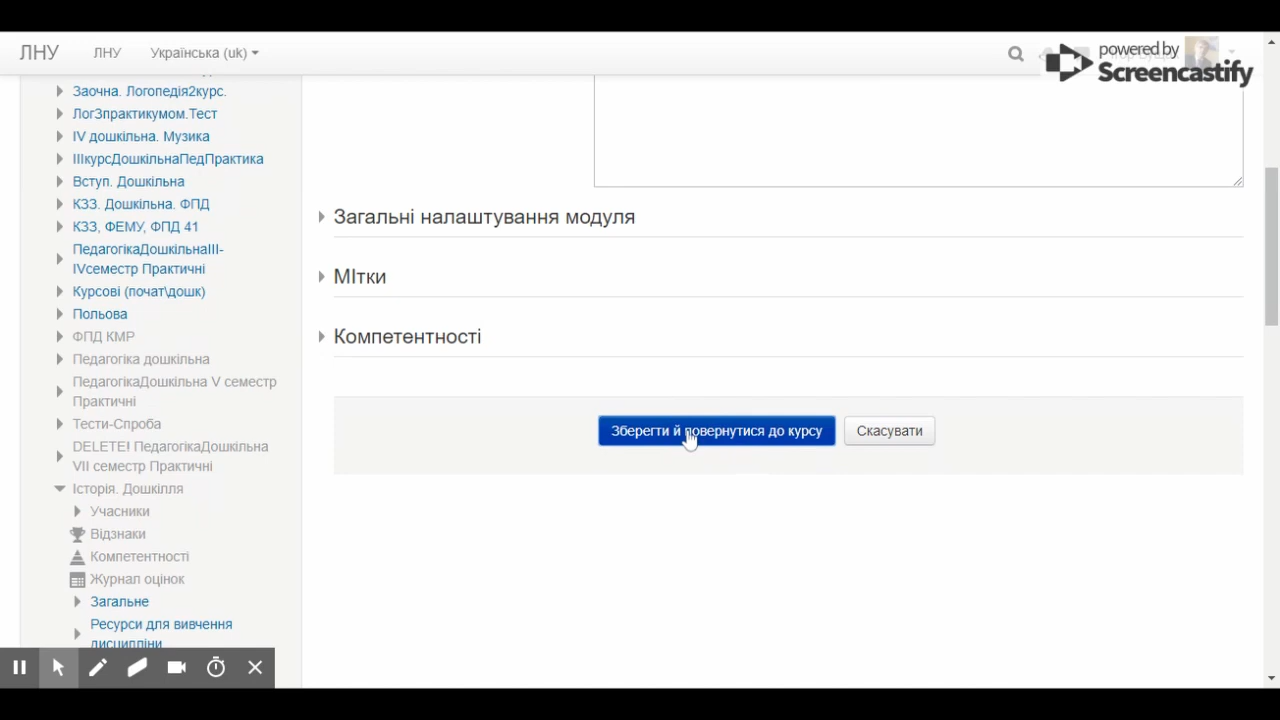 ЛНУ
ЛНУ
Українська (uk)
powered by
Screencastify
Заочна. Логопедія2курс.
Лог3практикумом.Тест
IV дошкільна. Музика
IIIкурсДошкільнаПедПрактика
Вступ. Дошкільна
КЗЗ. Дошкільна. ФПД
КЗЗ, ФЕМУ, ФПД 41
ПедагогікаДошкільнаIII-
IVсеместр Практичні
Курсові (початдошк)
Польова
ФПД КМР
Педагогіка дошкільна
ПедагогікаДошкільна V семестр
Практичні
Тести-Спроба
DELETE! ПедагогікаДошкільна
VII семестр Практичні
Історія. Дошкілля
Учасники
Відзнаки
Компетентності
Журнал оцінок
Загальне
Ресурси для вивчення
дисципліни
Загальні налаштування модуля
МІтки
Компетентності
Зберегти й повернутися до курсу
Скасувати